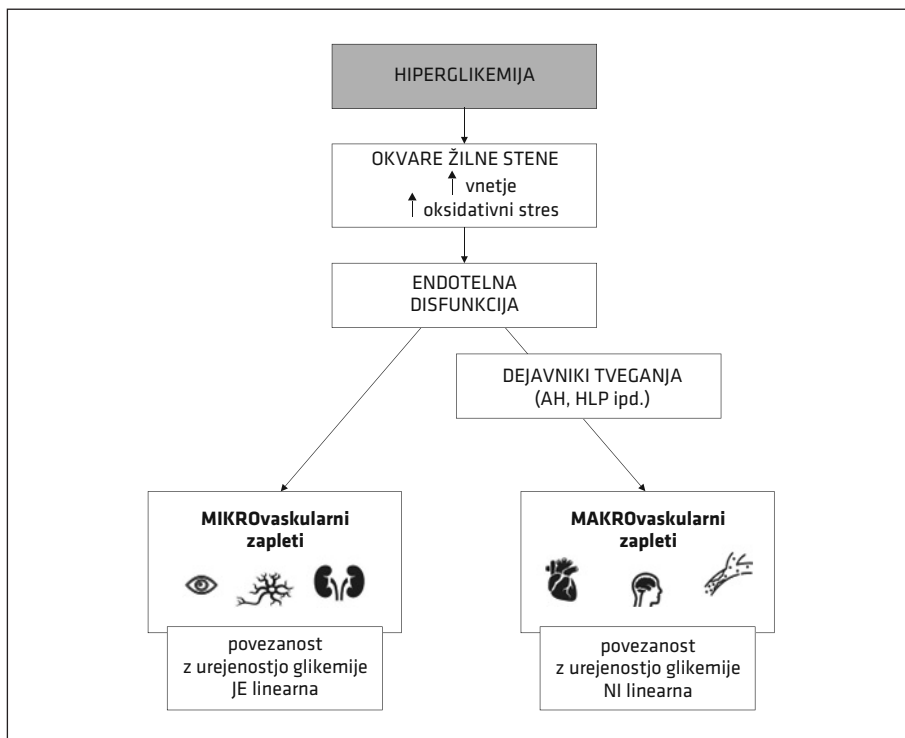 HIPERGLIKEMIJA
OKVARE ŽILNE STENE
↑ vnetje
↑ oksidativni stres
ENDOTELNA
DISFUNKCIJA
DEJAVNIKI TVEGANJA
(AH, HLP ipd.)
MIKROvaskularni
zapleti
povezanost
z urejenostjo glikemije
JE linearna
MAKROvaskularni
zapleti
povezanost
z urejenostjo glikemije
NI linearna